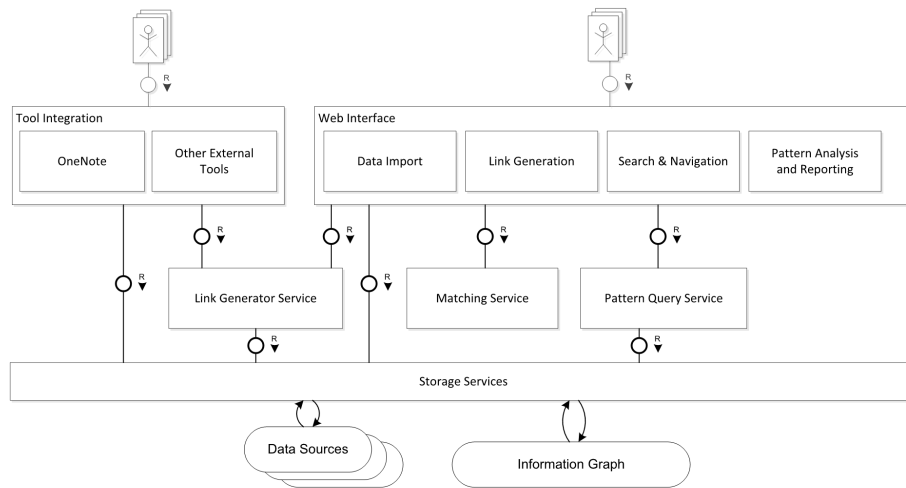 R
R
Tool Integration
Web Interface
OneNote
Other External
Tools
Data Import
Link Generation
Search & Navigation
Pattern Analysis
and Reporting
R
R
R
R
R
R
Link Generator Service
Matching Service
Pattern Query Service
R
R
Storage Services
Data Sources
Information Graph